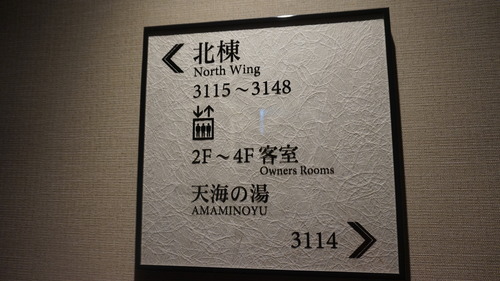 北棟
North Wing
3115～3148
2F～4F 客室
Owners Rooms
天海の湯
AMAMINOYU
3114